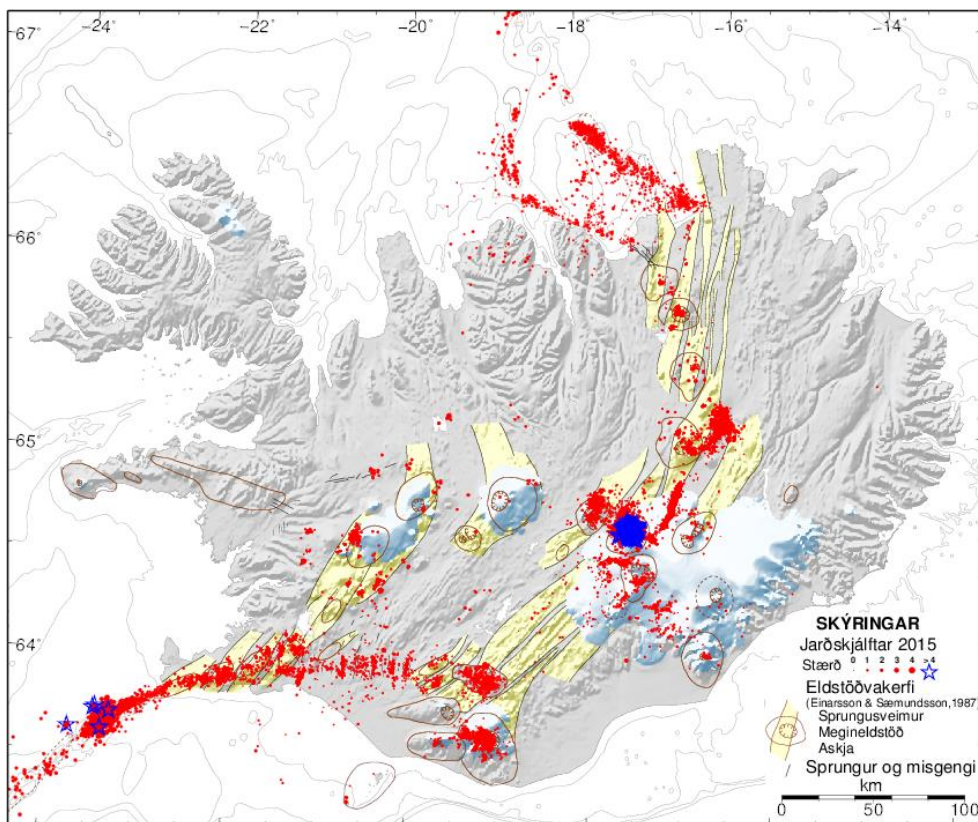 -24 -22 -20 -18 -16 -14
67°
66°
65°
64°
SKÝRINGAR
Jarðskjálftar 2015
Stærð 0 1 2 3 4 >4
Eldstöðvakerfi
(Einarsson & Sæmundsson,1987)
Sprungusveimur
Megineldstöð
Askja
Sprungur og misgengi
km
0 50 100